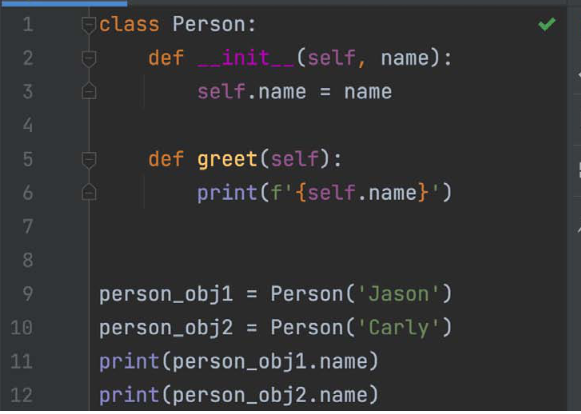 1 class Person:
2     def __init__(self, name):
3         self.name = name
4
5     def greet(self):
6         print(f'{self.name}')
7
8
9 person_obj1 = Person('Jason')
10 person_obj2 = Person('Carly')
11 print(person_obj1.name)
12 print(person_obj2.name)